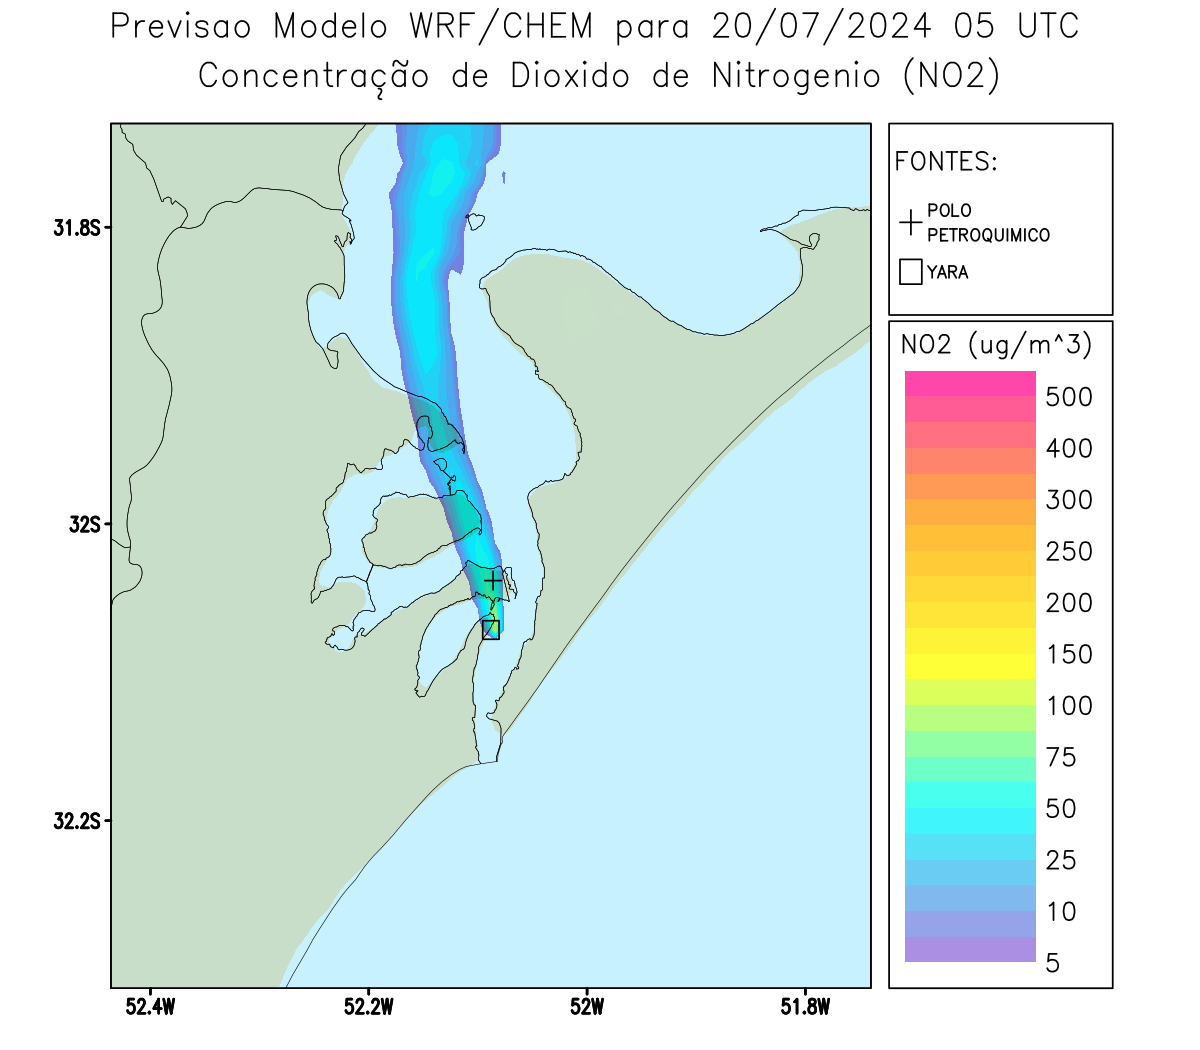 Previsao Modelo WRF/CHEM para 20/07/2024 05 UTC
Concentração de Dioxido de Nitrogenio (NO2)
FONTES:
POLO
PETROQUIMICO
YARA
NO2 (ug/m^3)
500
400
300
250
200
150
100
75
50
25
10
5
31.8S
32S
32.2S
52.4W
52.2W
52W
51.8W